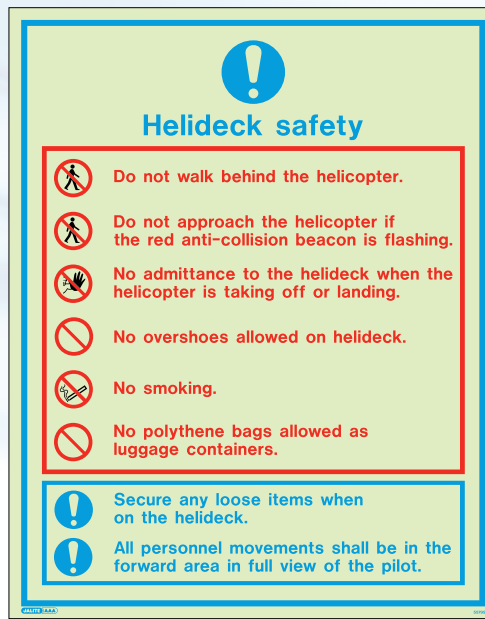 Helideck safety
Do not walk behind the helicopter.
Do not approach the helicopter if
the red anti-collision beacon is flashing.
No admittance to the helideck when the
helicopter is taking off or landing.
No overshoes allowed on helideck.
No smoking.
No polythene bags allowed as
luggage containers.
Secure any loose items when
on the helideck.
All personnel movements shall be in the
forward area in full view of the pilot.
JALITE AAA